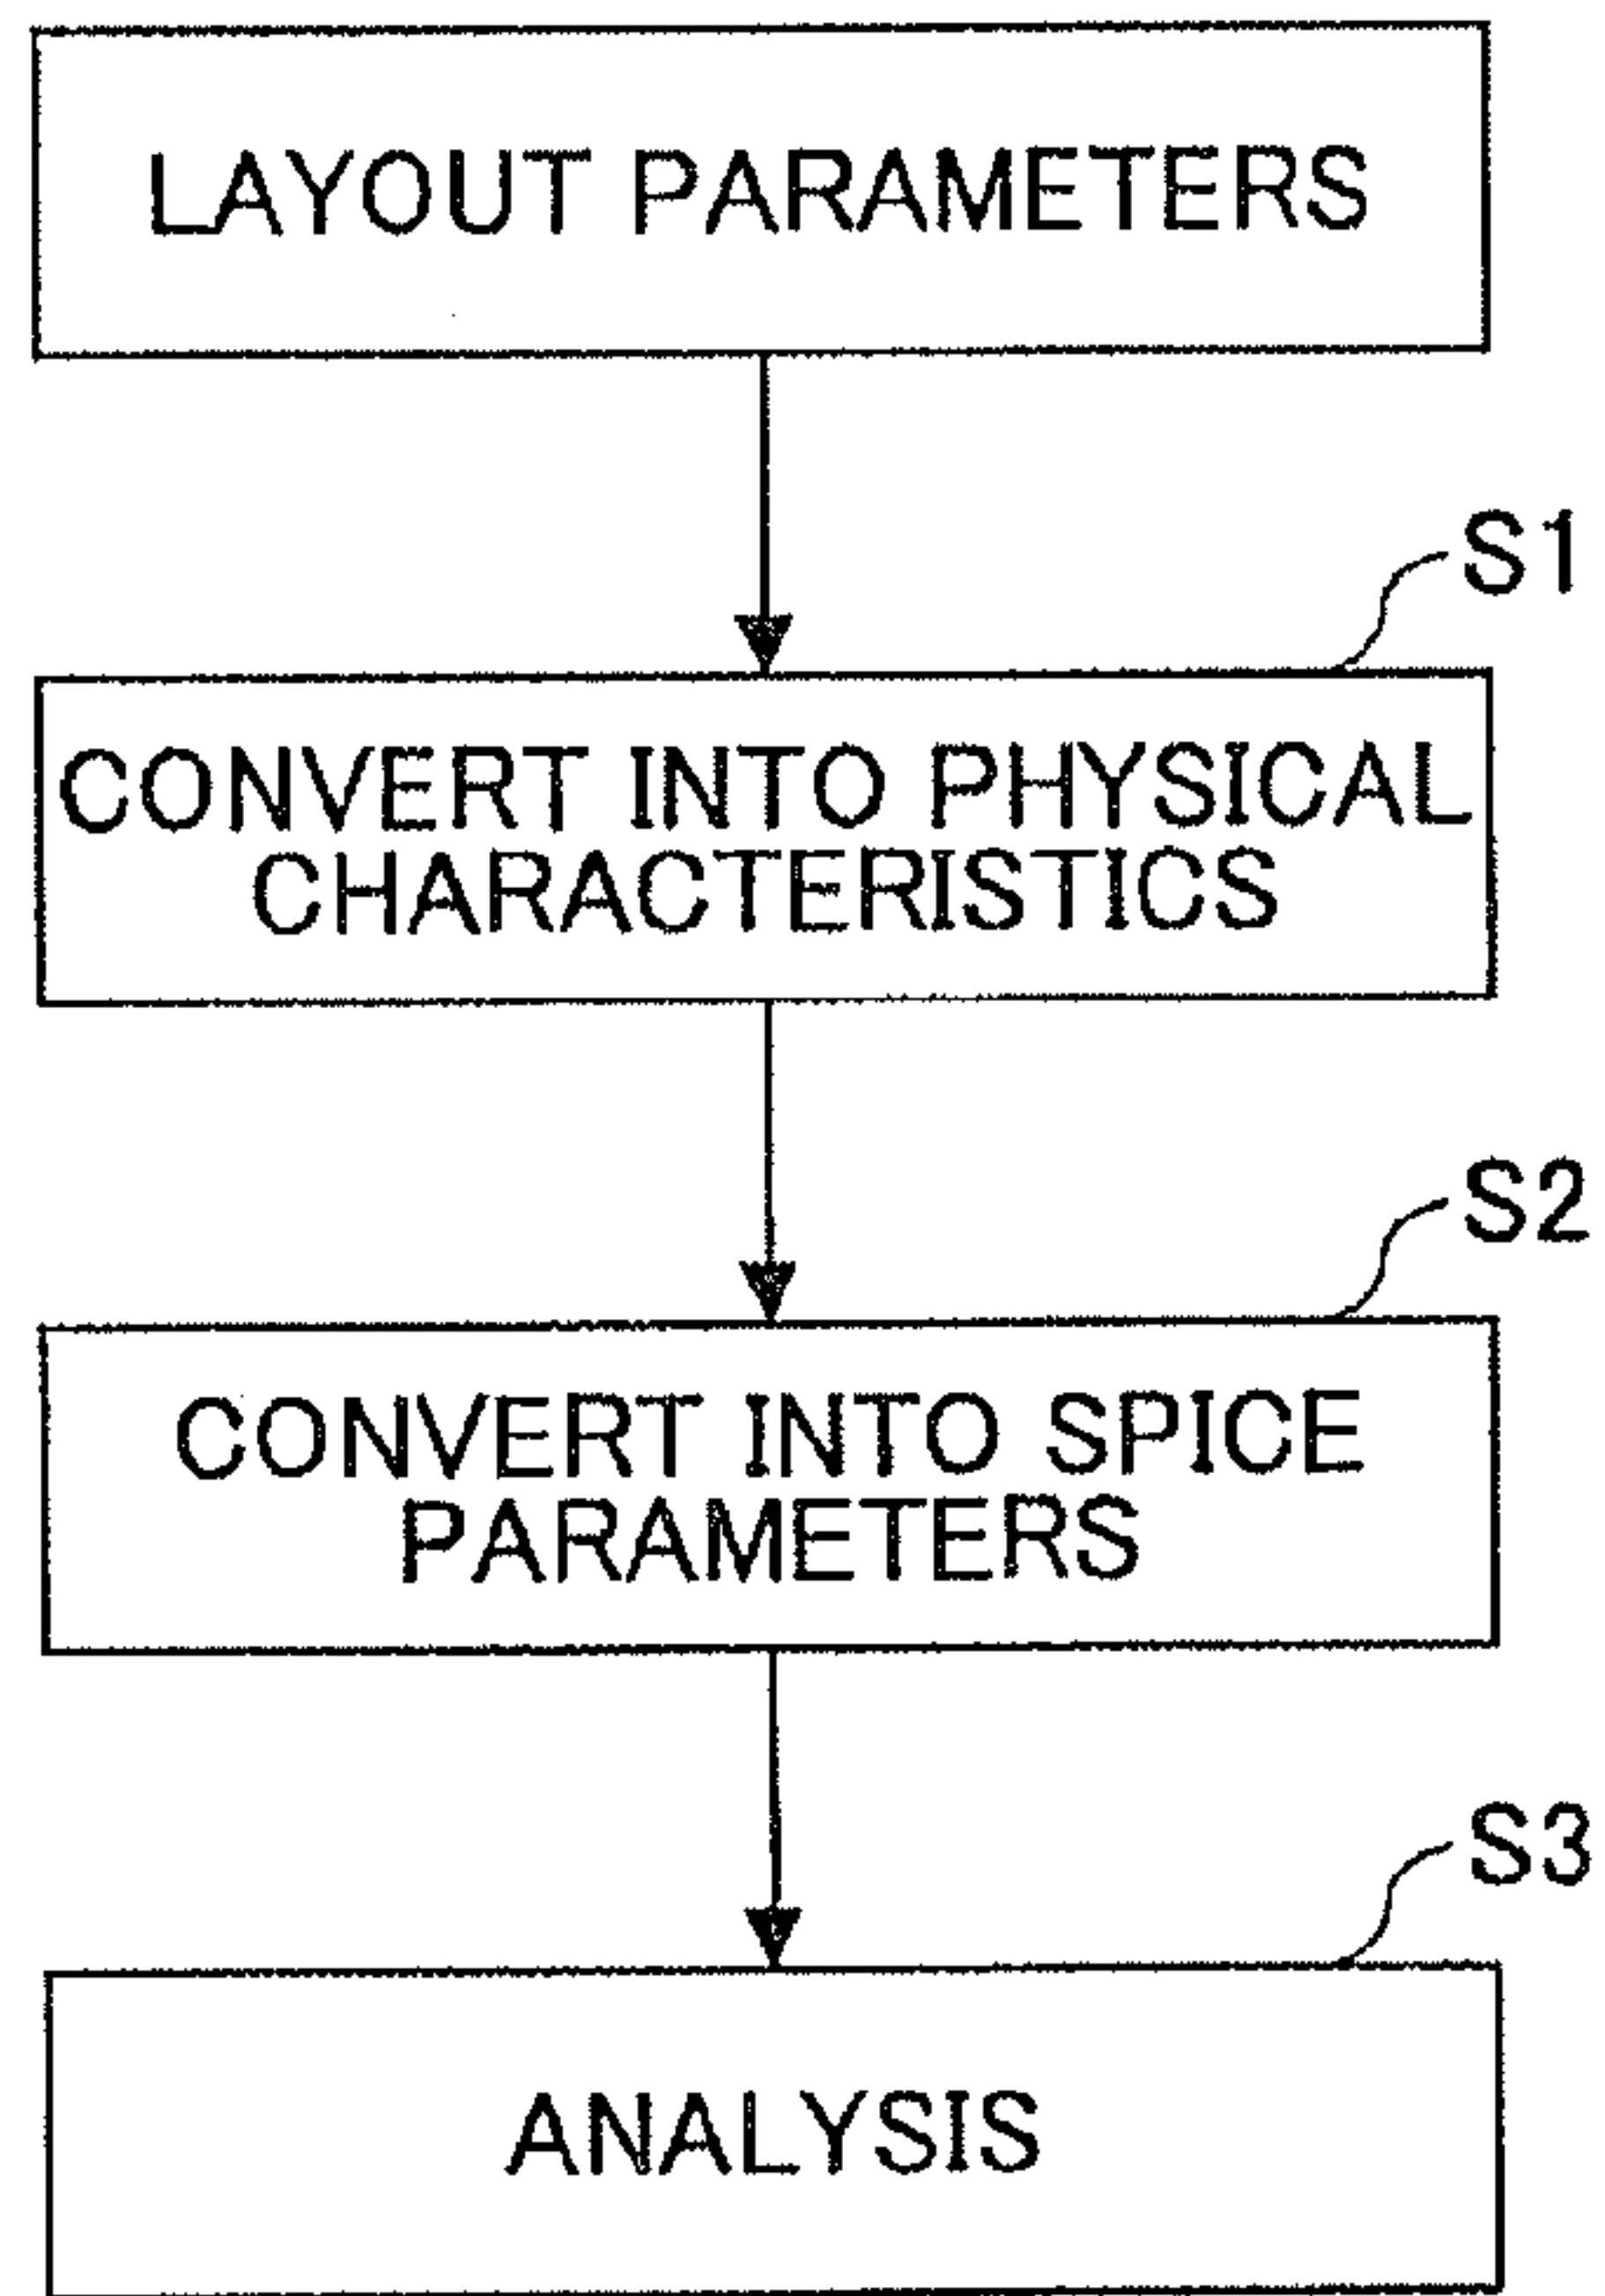 LAYOUT PARAMETERS
S1
CONVERT INTO PHYSICAL
CHARACTERISTICS
S2
CONVERT INTO SPICE
PARAMETERS
S3
ANALYSIS